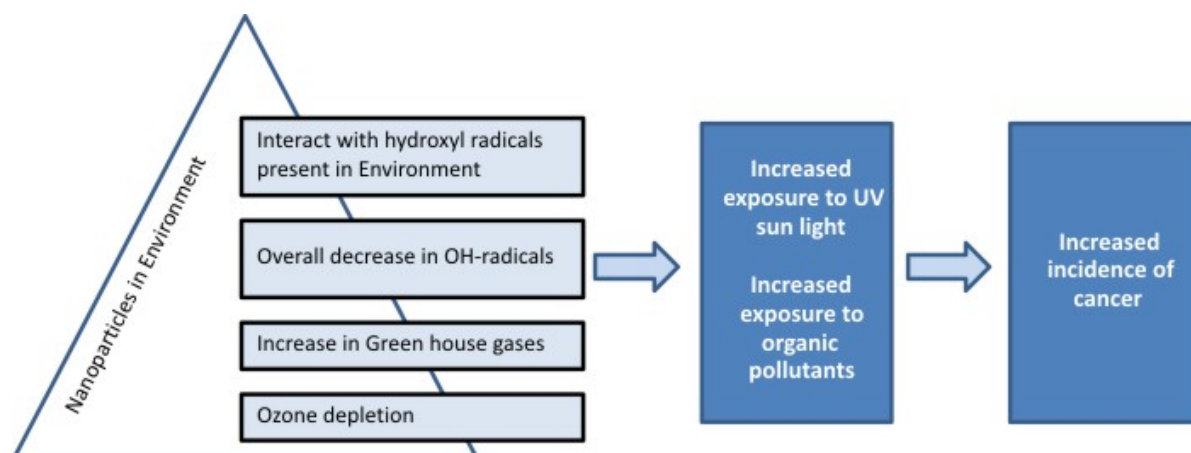 Nanoparticles in Environment
Interact with hydroxyl radicals
present in Environment
Overall decrease in OH-radicals
Increase in Green house gases
Ozone depletion
Increased
exposure to UV
sun light
Increased
exposure to
organic
pollutants
Increased
incidence of
cancer